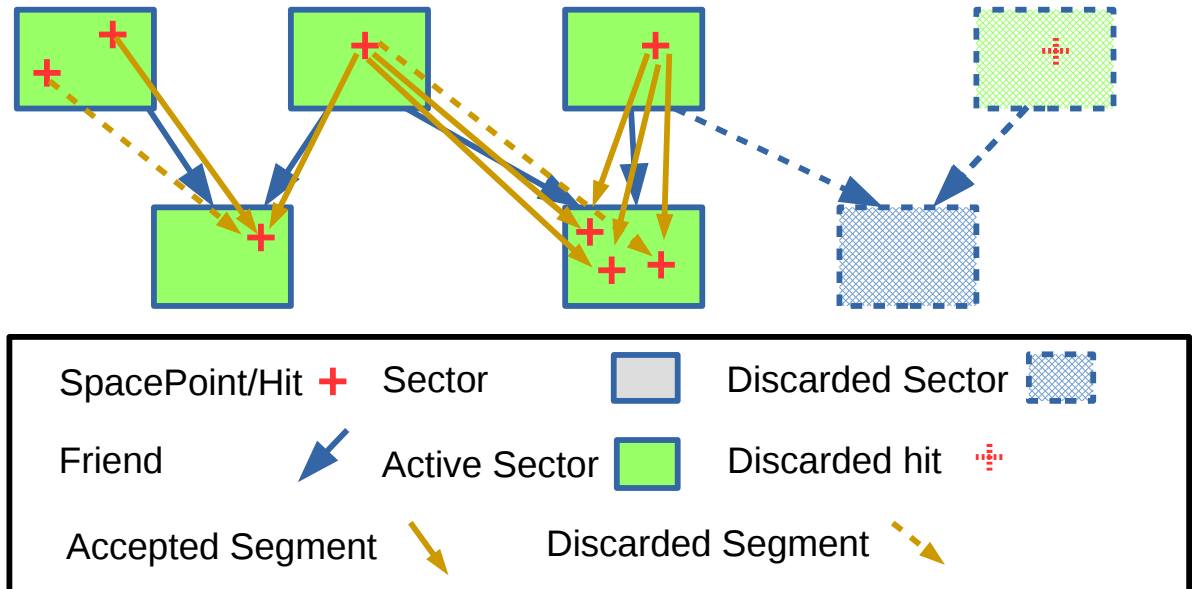 SpacePoint/Hit Sector Discarded Sector
Friend Active Sector Discarded hit
Accepted Segment Discarded Segment